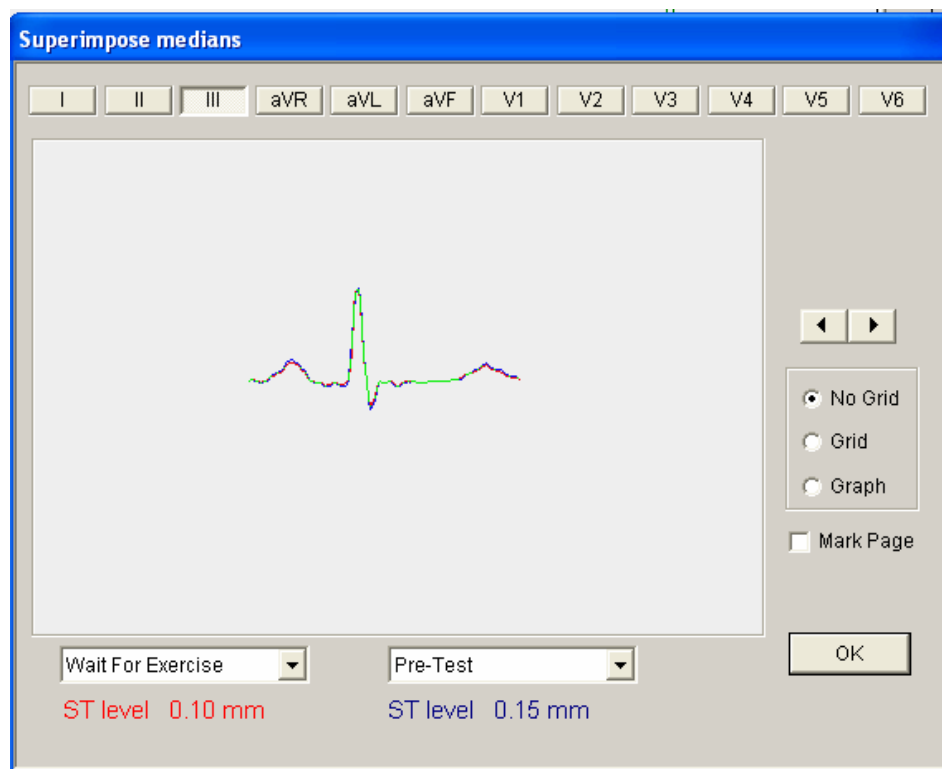 Superimpose medians
I II III aVR aVL aVF V1 V2 V3 V4 V5 V6
No Grid
Grid
Graph
Mark Page
OK
Wait For Exercise Pre-Test
ST level 0.10 mm ST level 0.15 mm